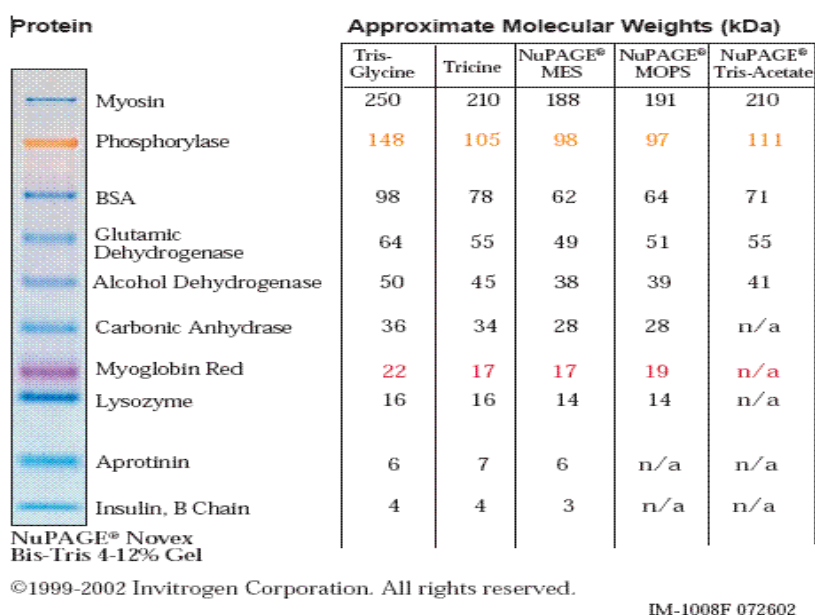 Protein Approximate Molecular Weights (kDa)
Tris-Glycine Tricine NuPAGE® MES NuPAGE® MOPS NuPAGE® Tris-Acetate
Myosin 250 210 188 191 210
Phosphorylase 148 105 98 97 111
BSA 98 78 62 64 71
Glutamic
Dehydrogenase 64 55 49 51 55
Alcohol Dehydrogenase 50 45 38 39 41
Carbonic Anhydrase 36 34 28 28 n/a
Myoglobin Red 22 17 17 19 n/a
Lysozyme 16 16 14 14 n/a
Aprotinin 6 7 6 n/a n/a
Insulin, B Chain 4 4 3 n/a n/a
NuPAGE® Novex
Bis-Tris 4-12% Gel
©1999-2002 Invitrogen Corporation. All rights reserved.
IM-1008F 072602